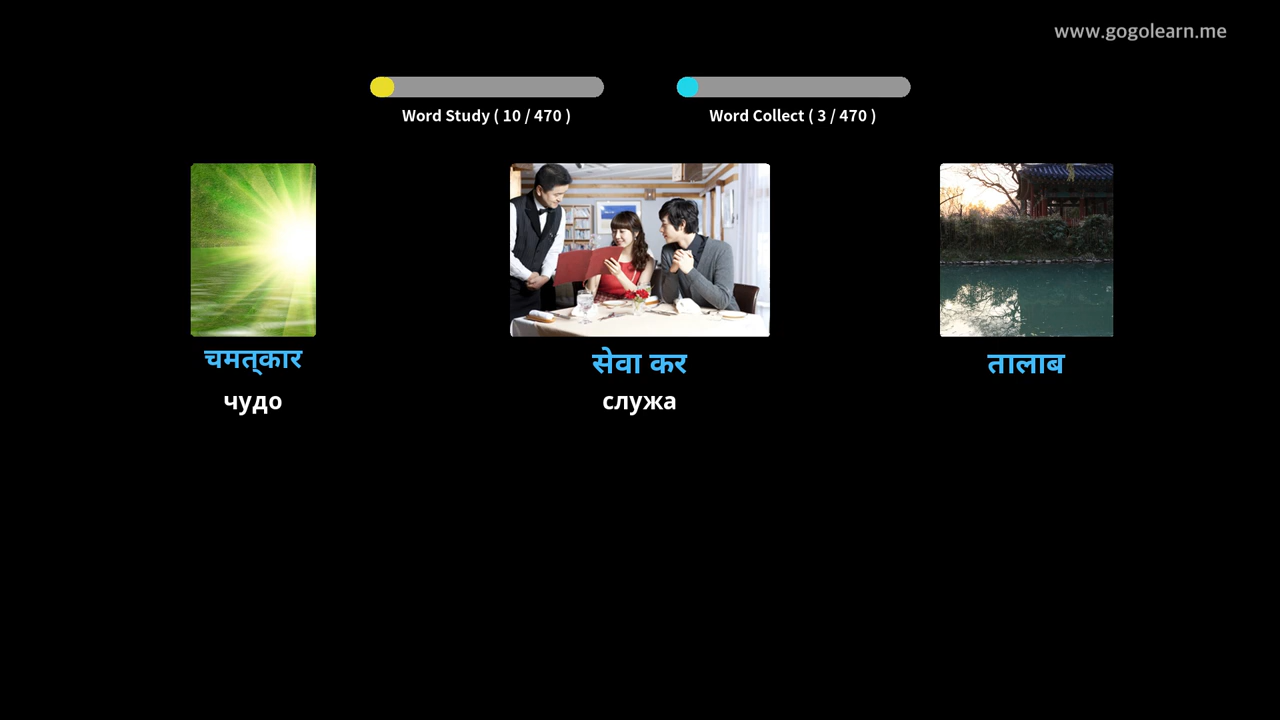 www.gogolearn.me
Word Study ( 10 / 470 )
Word Collect ( 3 / 470 )
चमत्कार
чудо
सेवा कर
служа
तालाब